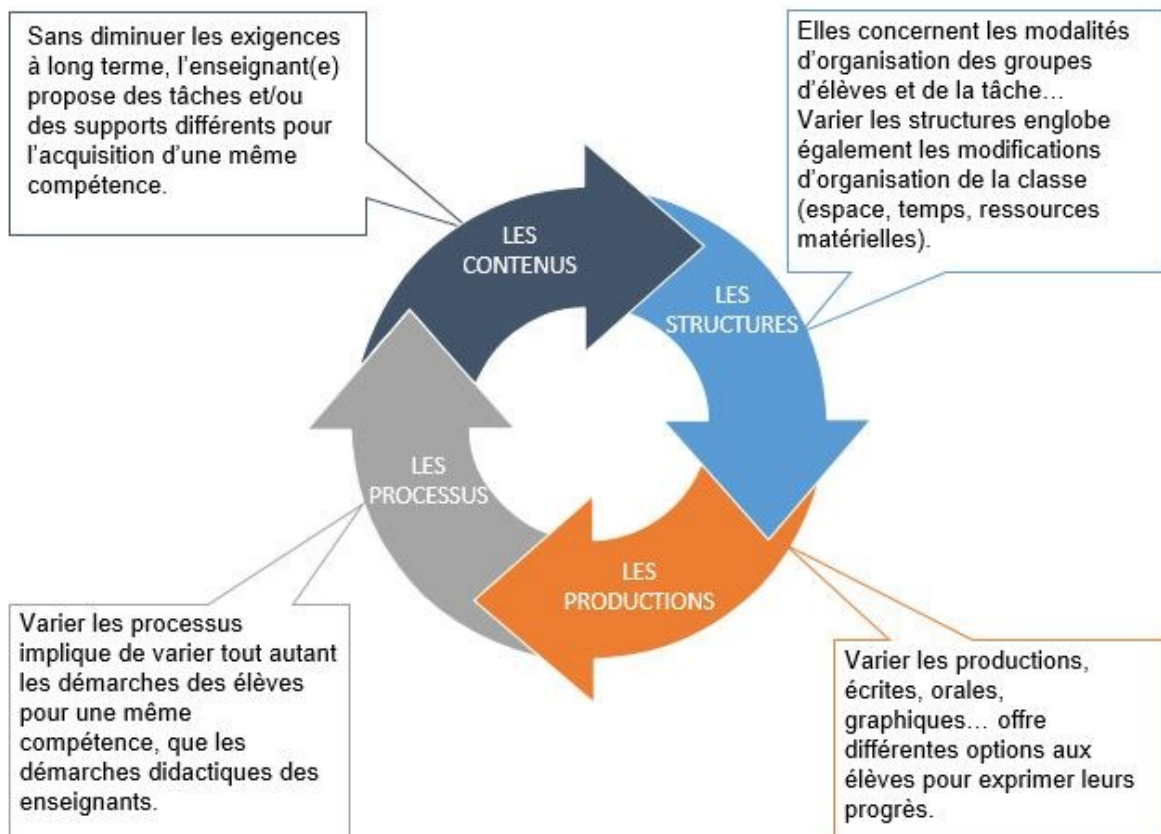 Sans diminuer les exigences
à long terme, l’enseignant(e)
propose des tâches et/ou
des supports différents pour
l’acquisition d’une même
compétence.
Elles concernent les modalités
d’organisation des groupes
d’élèves et de la tâche…
Varier les structures englobe
également les modifications
d’organisation de la classe
(espace, temps, ressources
matérielles).
LES
CONTENUS
LES
STRUCTURES
LES
PROCESSUS
LES
PRODUCTIONS
Varier les processus
implique de varier tout autant
les démarches des élèves
pour une même
compétence, que les
démarches didactiques des
enseignants.
Varier les productions,
écrites, orales,
graphiques… offre
différentes options aux
élèves pour exprimer leurs
progrès.